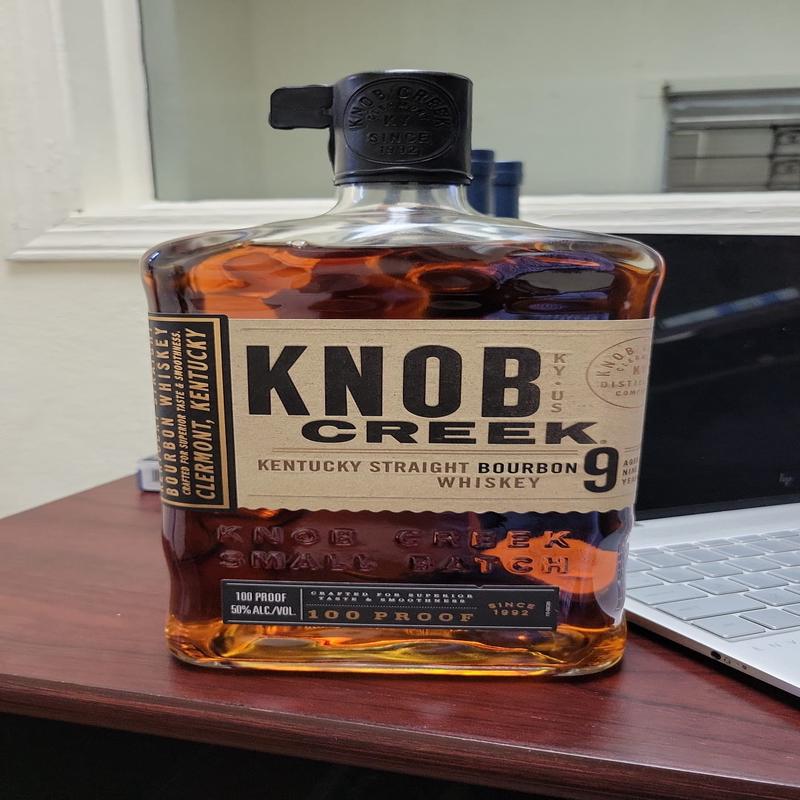 KNOB CREEK
KY
SINCE
1992
BOURBON WHISKEY
CRAFTED FOR SUPERIOR TASTE & SMOOTHNESS.
CLERMONT, KENTUCKY
KNOB
KY•US
CREEK
KENTUCKY STRAIGHT BOURBON
WHISKEY
9
KNOB CREEK
SMALL BATCH
100 PROOF
50% ALC./VOL.
CRAFTED FOR SUPERIOR
TASTE & SMOOTHNESS
100 PROOF
SINCE
1992